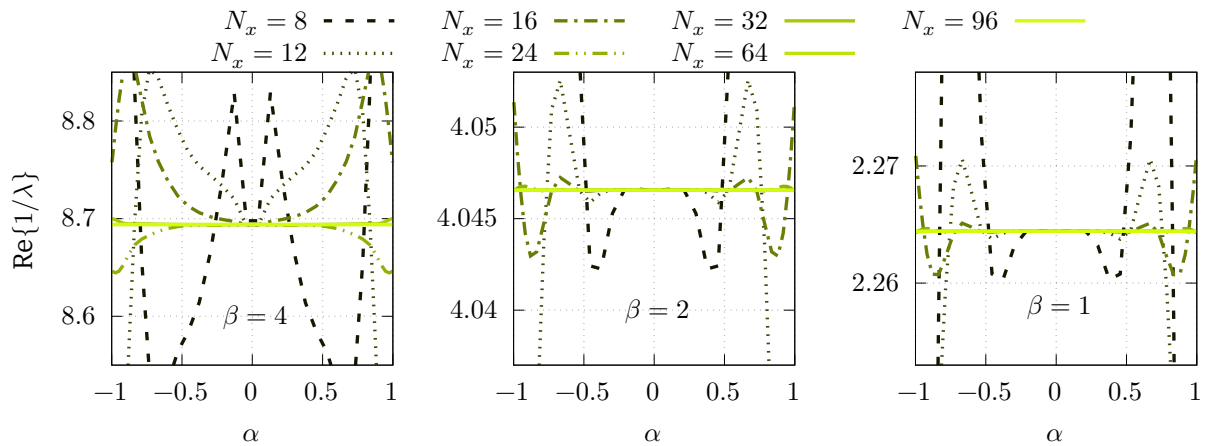 N_x = 8 N_x = 16 N_x = 32 N_x = 96
N_x = 12 N_x = 24 N_x = 64
Re{1/λ}
8.8
8.7
8.6
β = 4
−1 −0.5 0 0.5 1
α
4.05
4.045
4.04
β = 2
−1 −0.5 0 0.5 1
α
2.27
2.26
β = 1
−1 −0.5 0 0.5 1
α